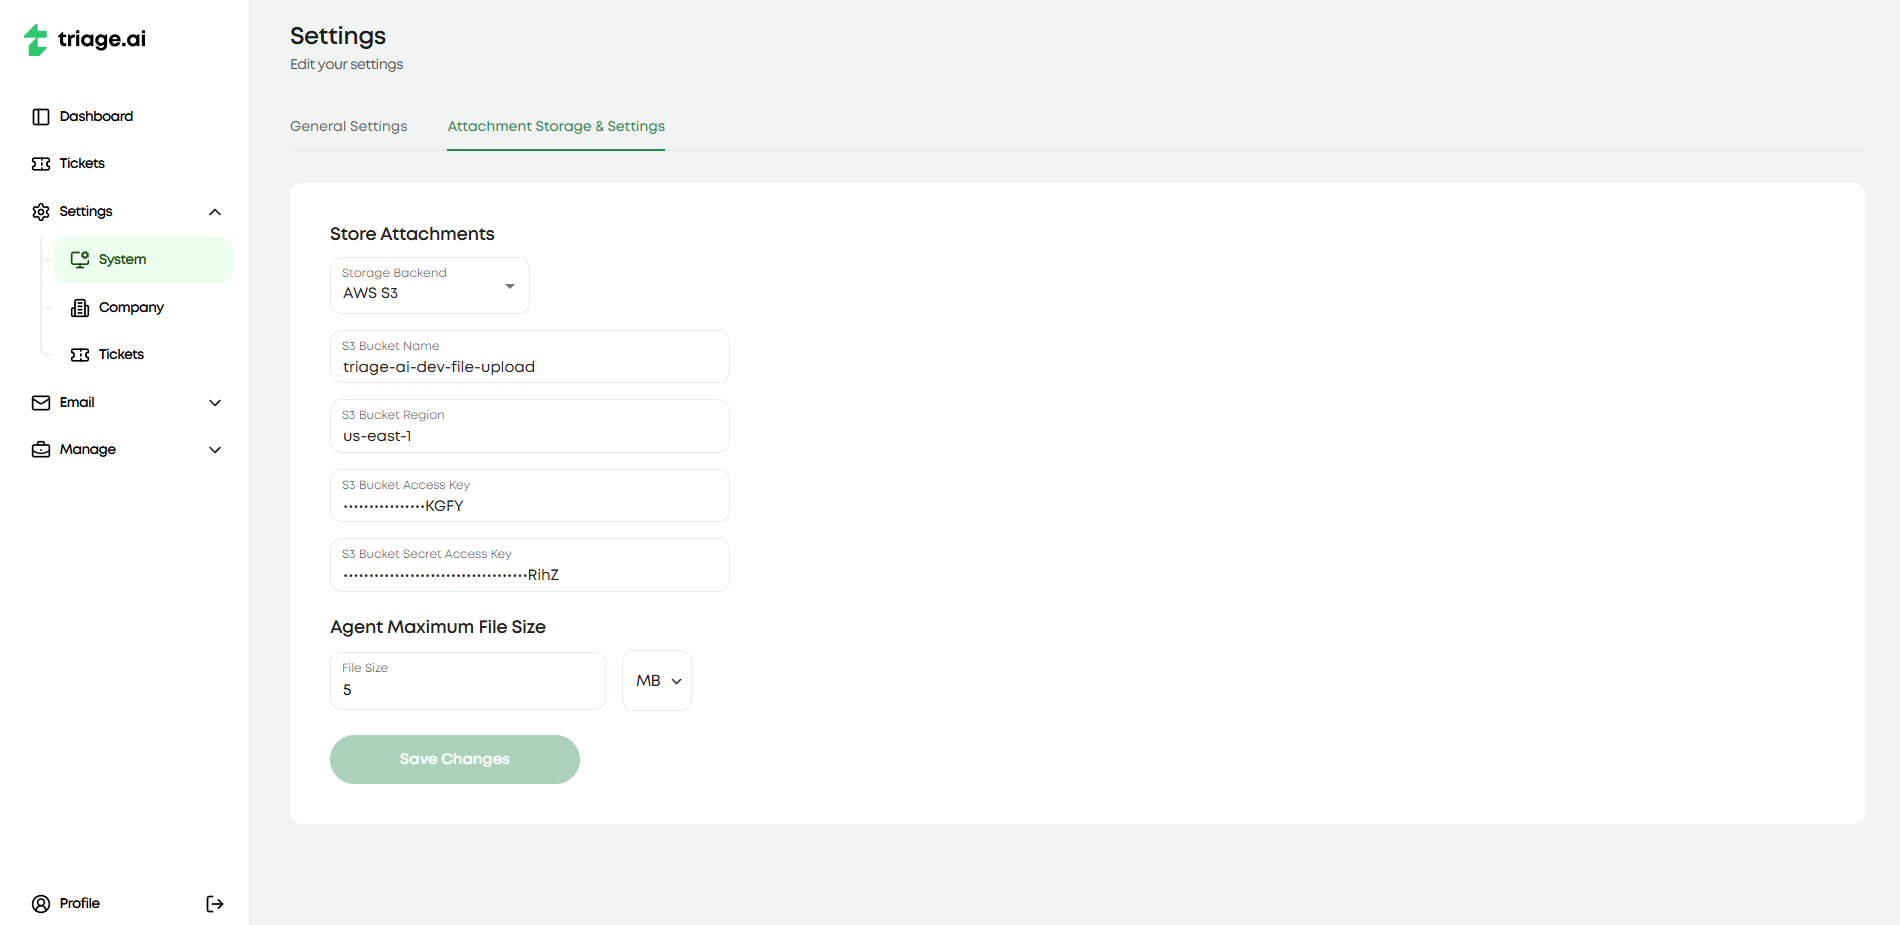 triage.ai
Dashboard
Tickets
Settings
System
Company
Tickets
Email
Manage
Profile
Settings
Edit your settings
General Settings
Attachment Storage & Settings
Store Attachments
Storage Backend
AWS S3
S3 Bucket Name
triage-ai-dev-file-upload
S3 Bucket Region
us-east-1
S3 Bucket Access Key
••••••••••••••••KGFY
S3 Bucket Secret Access Key
••••••••••••••••••••••••••••••••••••RihZ
Agent Maximum File Size
File Size
5
MB
Save Changes